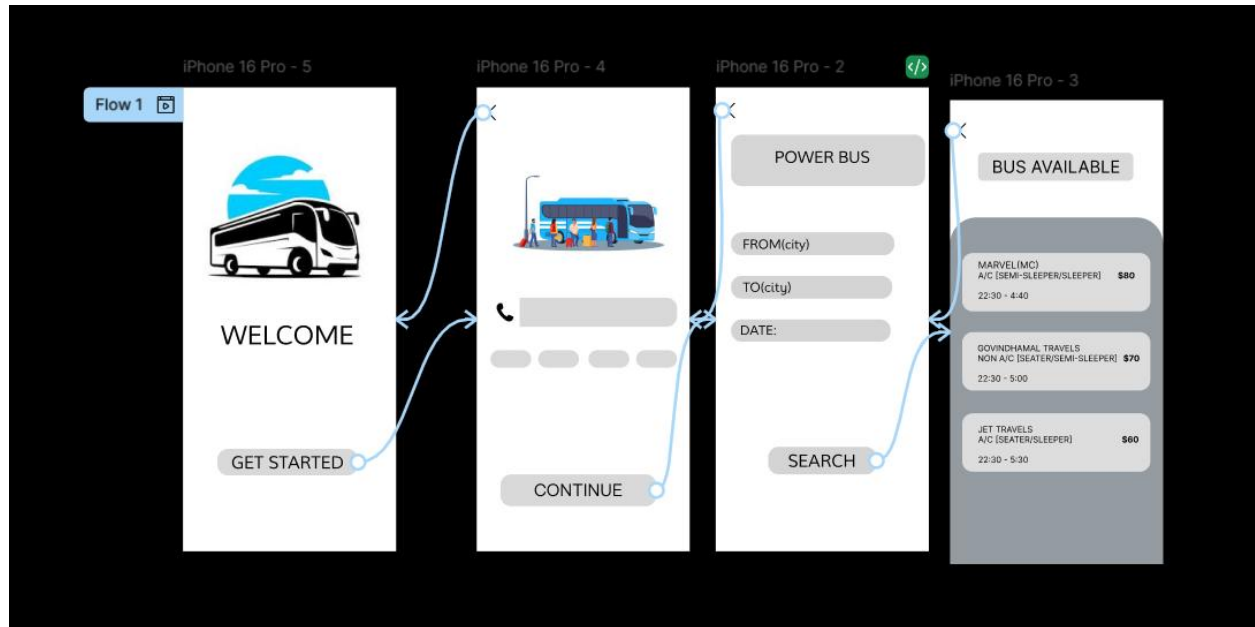 iPhone 16 Pro - 5
iPhone 16 Pro - 4
iPhone 16 Pro - 2
</>
iPhone 16 Pro - 3
Flow 1
WELCOME
GET STARTED
CONTINUE
POWER BUS
FROM(city)
TO(city)
DATE:
SEARCH
BUS AVAILABLE
MARVEL(MC)
A/C [SEMI-SLEEPER/SLEEPER] $80
22:30 - 4:40
GOVINDHAMAL TRAVELS
NON A/C [SEATER/SEMI-SLEEPER] $70
22:30 - 5:00
JET TRAVELS
A/C [SEATER/SLEEPER] $60
22:30 - 5:30